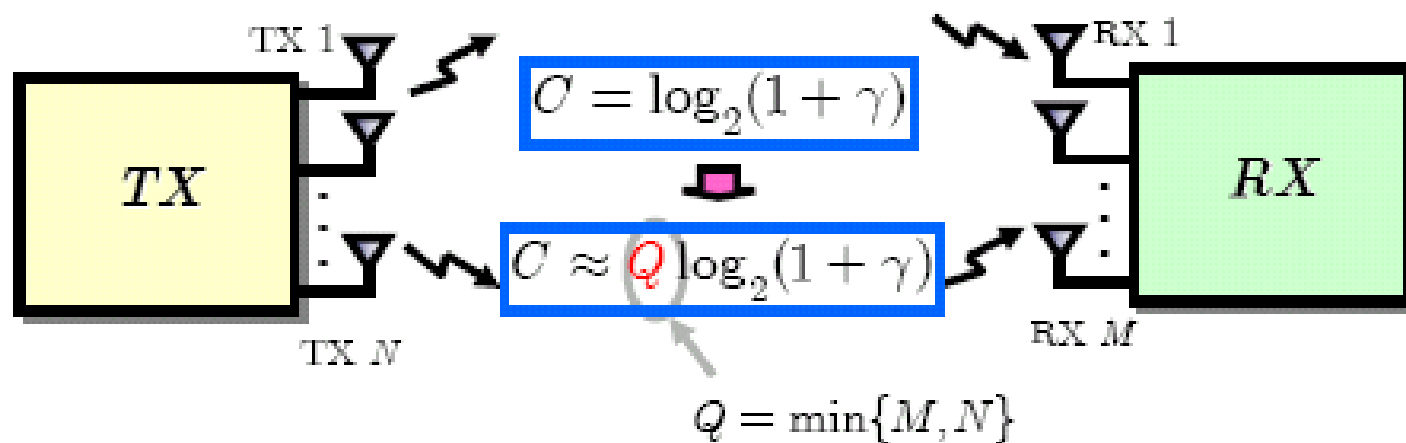 TX 1
RX 1
C = log₂(1 + γ)
TX
RX
C ≈ Q log₂(1 + γ)
TX N
RX M
Q = min{M, N}